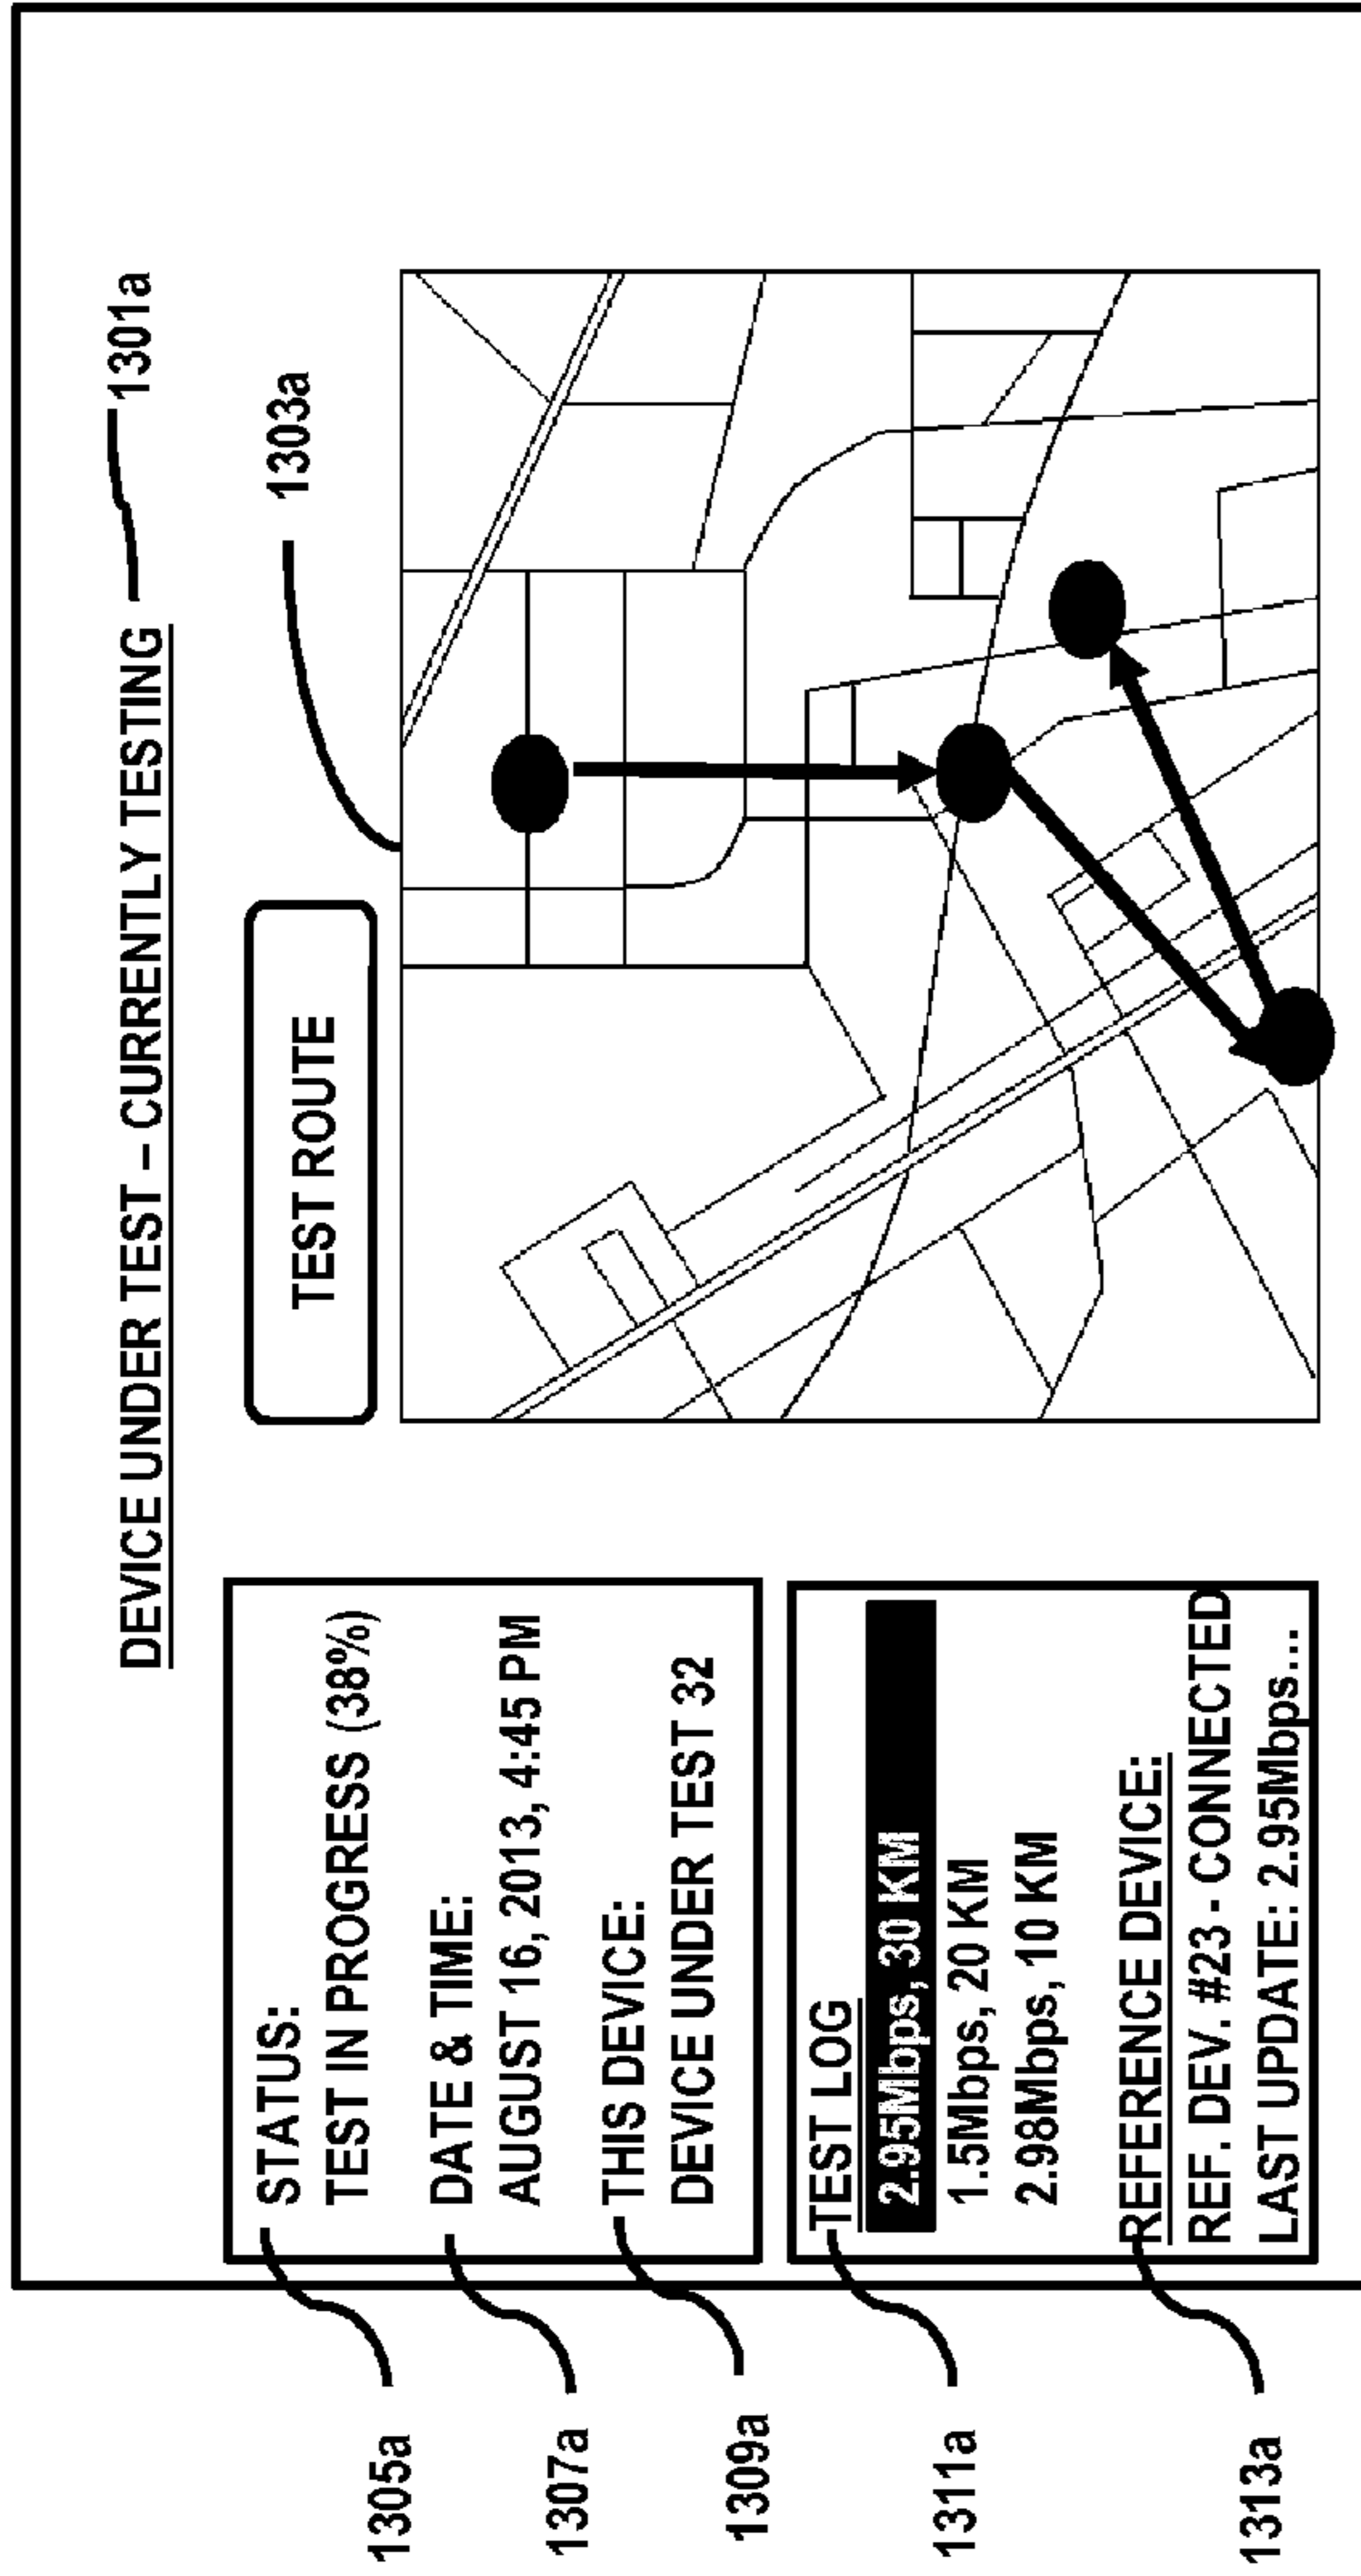 DEVICE UNDER TEST – CURRENTLY TESTING
1301a
1305a
STATUS:
TEST IN PROGRESS (38%)
1307a
DATE & TIME:
AUGUST 16, 2013, 4:45 PM
1309a
THIS DEVICE:
DEVICE UNDER TEST 32
1311a
TEST LOG
2.95Mbps, 30 KM
1.5Mbps, 20 KM
2.98Mbps, 10 KM
1313a
REFERENCE DEVICE:
REF. DEV. #23 - CONNECTED
LAST UPDATE: 2.95Mbps...
TEST ROUTE
1303a